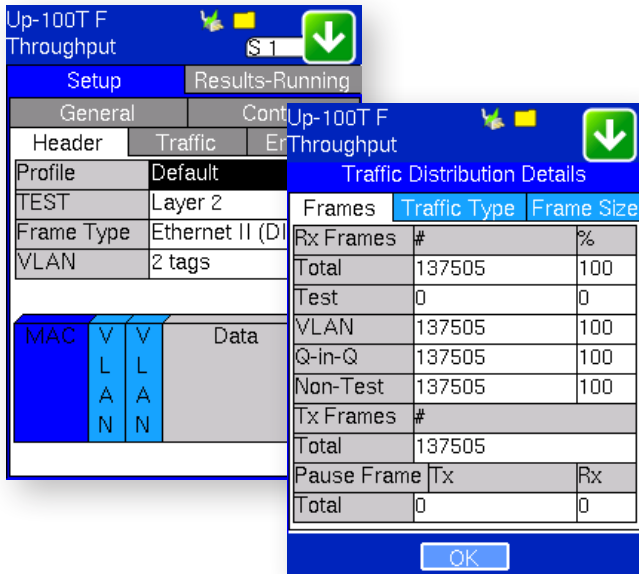 Up-100T F
Throughput
S 1
Setup Results-Running
General Cont
Header Traffic Er
Profile Default
TEST Layer 2
Frame Type Ethernet II (DI
VLAN 2 tags
MAC VLAN VLAN Data
Up-100T F
Throughput
Traffic Distribution Details
Frames Traffic Type Frame Size
Rx Frames # %
Total 137505 100
Test 0 0
VLAN 137505 100
Q-in-Q 137505 100
Non-Test 137505 100
Tx Frames #
Total 137505
Pause Frame Tx Rx
Total 0 0
OK